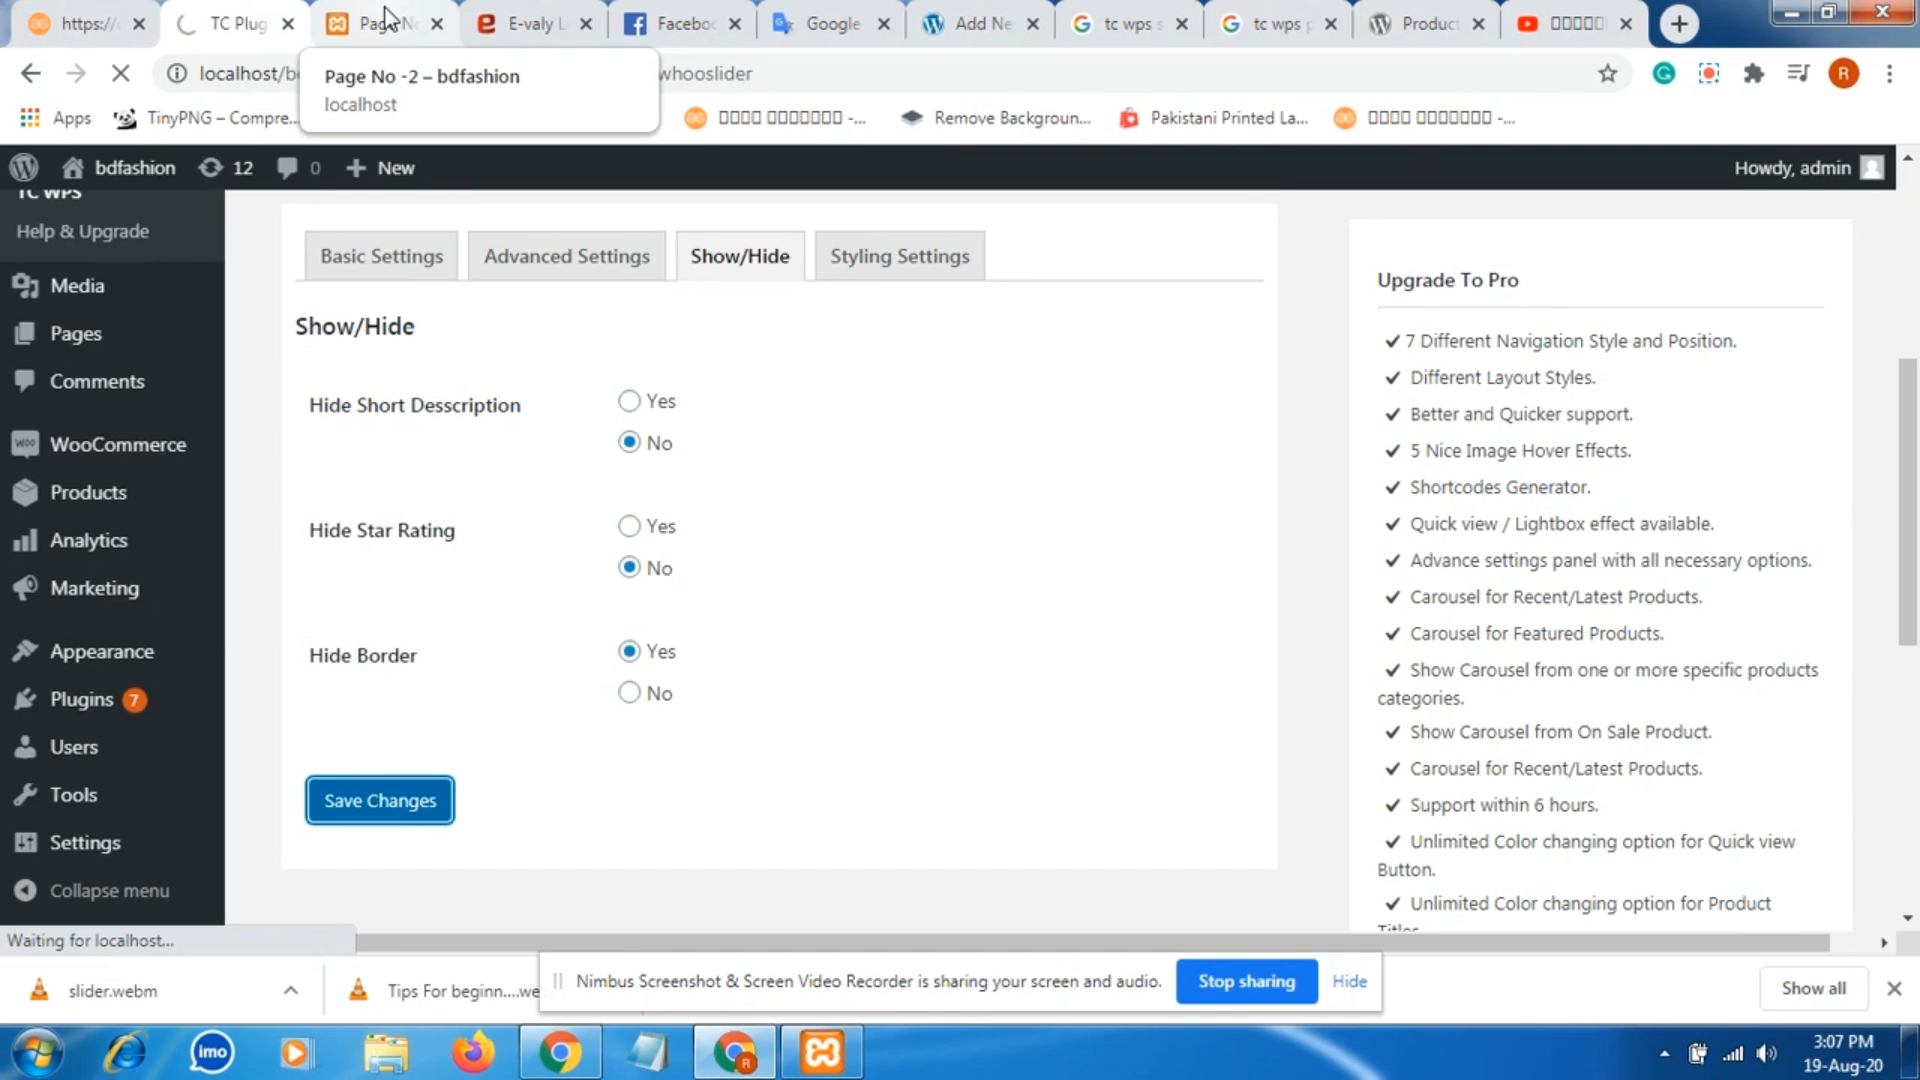 https://
TC Plug
Page No
E-valy L
Faceboo
Google
Add Ne
tc wps s
tc wps p
Product
localhost/b
whooslider
R
Page No -2 – bdfashion
localhost
Apps
TinyPNG – Compre...
Remove Backgroun...
Pakistani Printed La...
bdfashion
12
0
New
Howdy, admin
TC WPS
Help & Upgrade
Media
Pages
Comments
WooCommerce
Products
Analytics
Marketing
Appearance
Plugins 7
Users
Tools
Settings
Collapse menu
Basic Settings
Advanced Settings
Show/Hide
Styling Settings
Show/Hide
Hide Short Desscription
Yes
No
Hide Star Rating
Yes
No
Hide Border
Yes
No
Save Changes
Upgrade To Pro
✔ 7 Different Navigation Style and Position.
✔ Different Layout Styles.
✔ Better and Quicker support.
✔ 5 Nice Image Hover Effects.
✔ Shortcodes Generator.
✔ Quick view / Lightbox effect available.
✔ Advance settings panel with all necessary options.
✔ Carousel for Recent/Latest Products.
✔ Carousel for Featured Products.
✔ Show Carousel from one or more specific products
categories.
✔ Show Carousel from On Sale Product.
✔ Carousel for Recent/Latest Products.
✔ Support within 6 hours.
✔ Unlimited Color changing option for Quick view
Button.
✔ Unlimited Color changing option for Product
Titles
Waiting for localhost...
slider.webm
Tips For beginn....we
Nimbus Screenshot & Screen Video Recorder is sharing your screen and audio.
Stop sharing
Hide
Show all
imo
R
3:07 PM
19-Aug-20